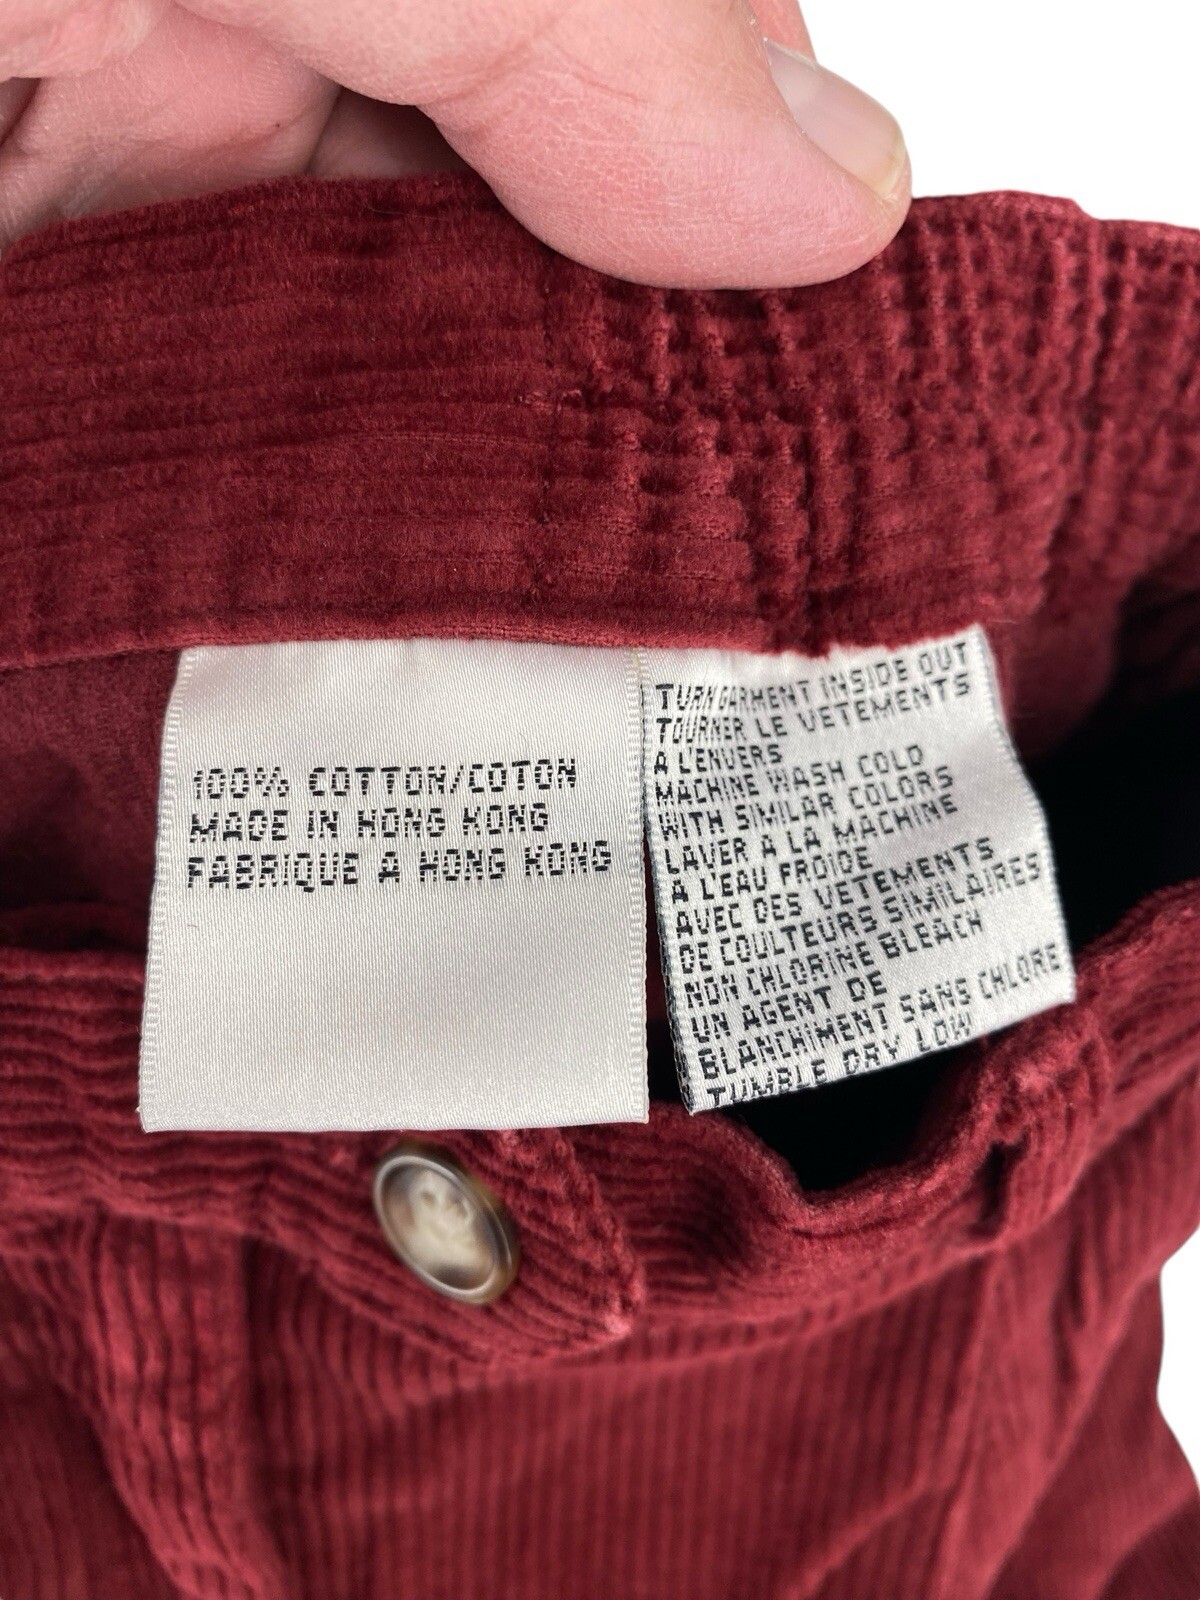 100% COTTON/COTON
MADE IN HONG KONG
FABRIQUE A HONG KONG
TURN GARMENT INSIDE OUT
TOURNER LE VETEMENTS
A L'ENVERS
MACHINE WASH COLD
WITH SIMILAR COLORS
LAVER A LA MACHINE
A L'EAU FROIDE
AVEC DES VETEMENTS
DE COULTEURS SIMILAIRES
NON CHLORINE BLEACH
UN AGENT DE
BLANCHIMENT SANS CHLORE
TUMBLE DRY LOW